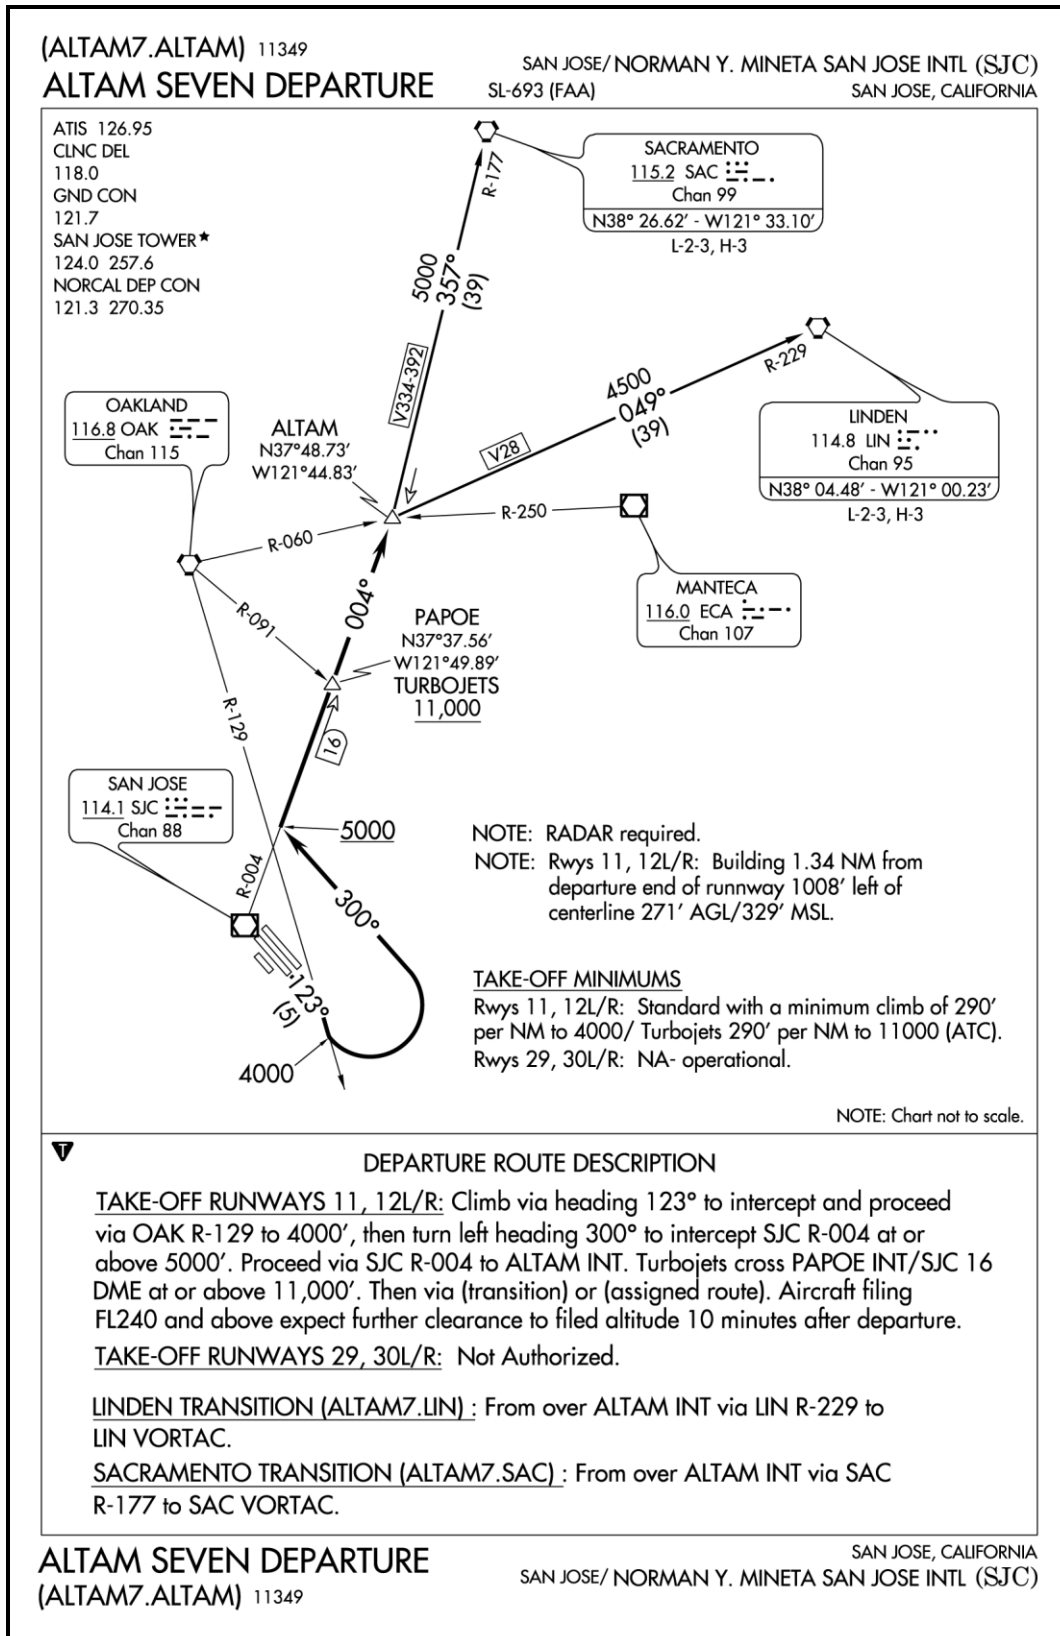 (ALTAM7.ALTAM) 11349
ALTAM SEVEN DEPARTURE
SAN JOSE/ NORMAN Y. MINETA SAN JOSE INTL (SJC)
SL-693 (FAA)
SAN JOSE, CALIFORNIA
ATIS 126.95
CLNC DEL
118.0
GND CON
121.7
SAN JOSE TOWER★
124.0 257.6
NORCAL DEP CON
121.3 270.35
R-177
SACRAMENTO
115.2 SAC
Chan 99
N38° 26.62′ - W121° 33.10′
L-2-3, H-3
5000
357°
(39)
V334-392
R-229
4500
049°
(39)
V28
LINDEN
114.8 LIN
Chan 95
N38° 04.48′ - W121° 00.23′
L-2-3, H-3
OAKLAND
116.8 OAK
Chan 115
ALTAM
N37°48.73′
W121°44.83′
R-060
R-250
R-091
004°
MANTECA
116.0 ECA
Chan 107
PAPOE
N37°37.56′
W121°49.89′
TURBOJETS
11,000
R-129
16
SAN JOSE
114.1 SJC
Chan 88
5000
R-004
300°
123°
(5)
4000
NOTE: RADAR required.
NOTE: Rwys 11, 12L/R: Building 1.34 NM from
departure end of runnway 1008′ left of
centerline 271′ AGL/329′ MSL.
TAKE-OFF MINIMUMS
Rwys 11, 12L/R: Standard with a minimum climb of 290′
per NM to 4000/ Turbojets 290′ per NM to 11000 (ATC).
Rwys 29, 30L/R: NA- operational.
NOTE: Chart not to scale.
T
DEPARTURE ROUTE DESCRIPTION
TAKE-OFF RUNWAYS 11, 12L/R: Climb via heading 123° to intercept and proceed
via OAK R-129 to 4000′, then turn left heading 300° to intercept SJC R-004 at or
above 5000′. Proceed via SJC R-004 to ALTAM INT. Turbojets cross PAPOE INT/SJC 16
DME at or above 11,000′. Then via (transition) or (assigned route). Aircraft filing
FL240 and above expect further clearance to filed altitude 10 minutes after departure.
TAKE-OFF RUNWAYS 29, 30L/R: Not Authorized.
LINDEN TRANSITION (ALTAM7.LIN) : From over ALTAM INT via LIN R-229 to
LIN VORTAC.
SACRAMENTO TRANSITION (ALTAM7.SAC) : From over ALTAM INT via SAC
R-177 to SAC VORTAC.
ALTAM SEVEN DEPARTURE
(ALTAM7.ALTAM) 11349
SAN JOSE, CALIFORNIA
SAN JOSE/ NORMAN Y. MINETA SAN JOSE INTL (SJC)